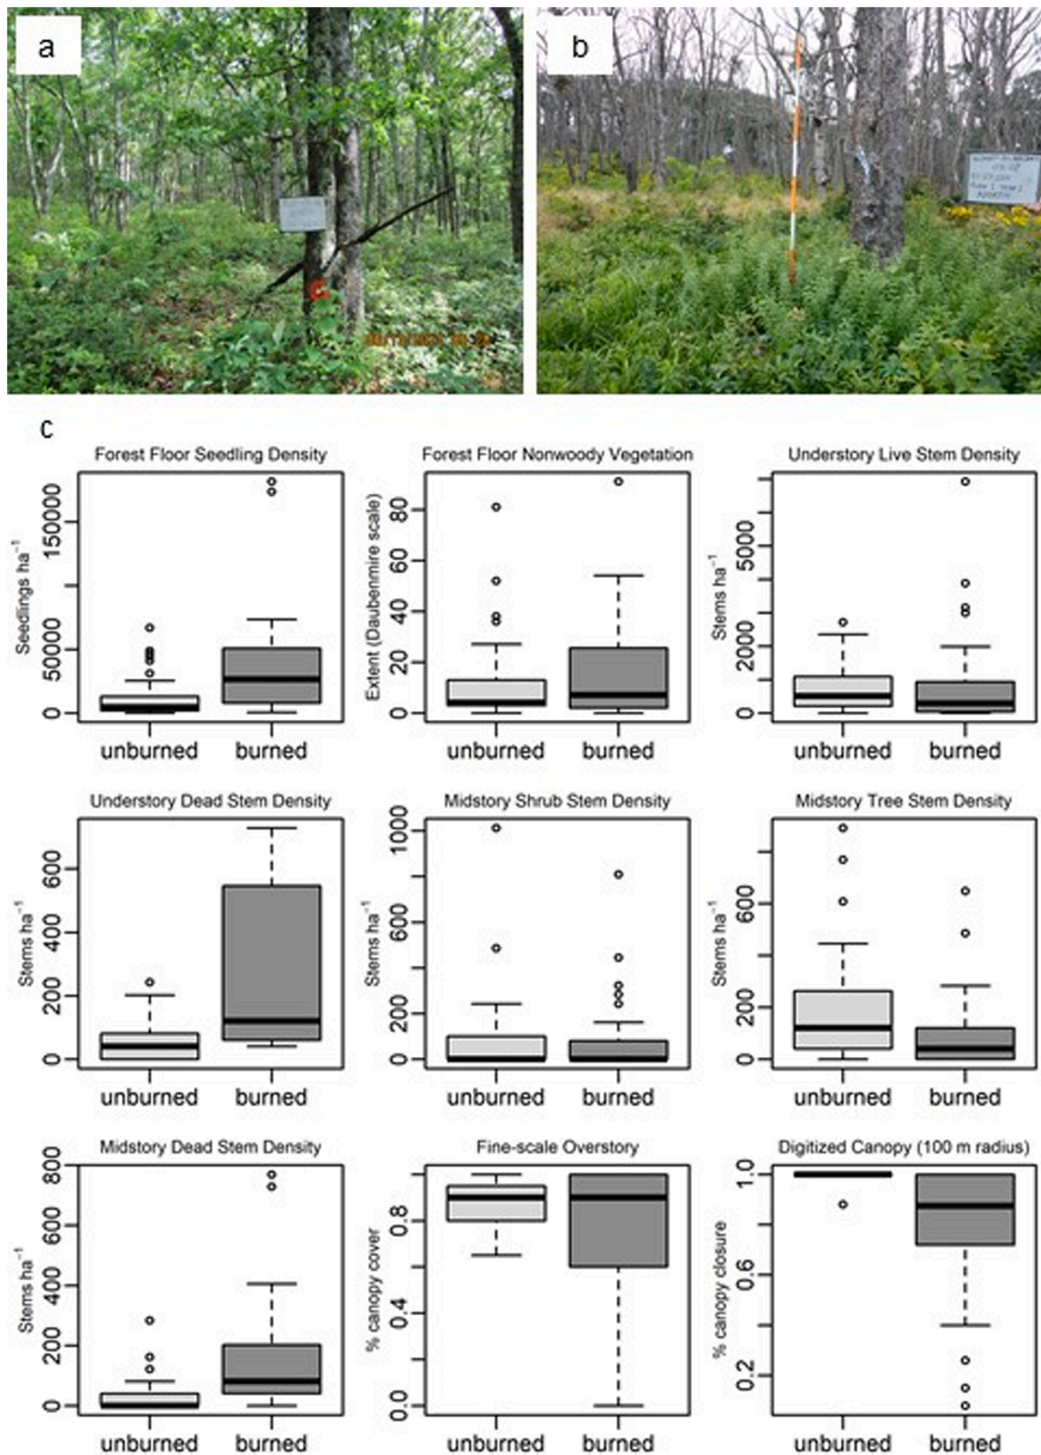 a
b
c
Forest Floor Seedling Density
Seedlings ha⁻¹
150000
50000
0
unburned burned
Forest Floor Nonwoody Vegetation
Extent (Daubenmire scale)
80
60
40
20
0
unburned burned
Understory Live Stem Density
Stems ha⁻¹
5000
2000
0
unburned burned
Understory Dead Stem Density
Stems ha⁻¹
600
400
200
0
unburned burned
Midstory Shrub Stem Density
Stems ha⁻¹
1000
600
200
0
unburned burned
Midstory Tree Stem Density
Stems ha⁻¹
600
200
0
unburned burned
Midstory Dead Stem Density
Stems ha⁻¹
800
600
400
200
0
unburned burned
Fine-scale Overstory
% canopy cover
0.8
0.4
0.0
unburned burned
Digitized Canopy (100 m radius)
% canopy closure
1.0
0.6
0.2
unburned burned